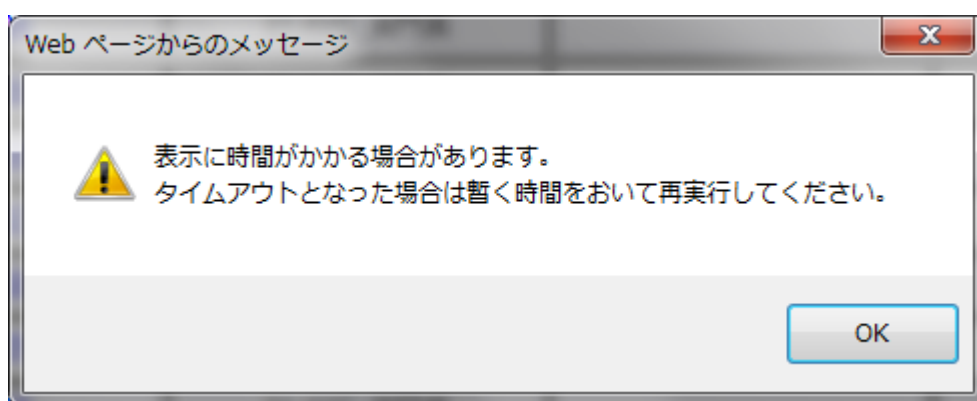 Web ページからのメッセージ
表示に時間がかかる場合があります。
タイムアウトとなった場合は暫く時間をおいて再実行してください。
OK